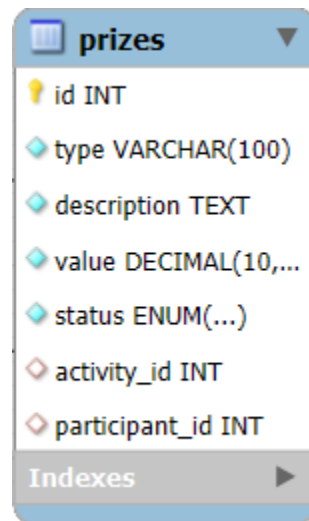 prizes
id INT
type VARCHAR(100)
description TEXT
value DECIMAL(10,...
status ENUM(...)
activity_id INT
participant_id INT
Indexes